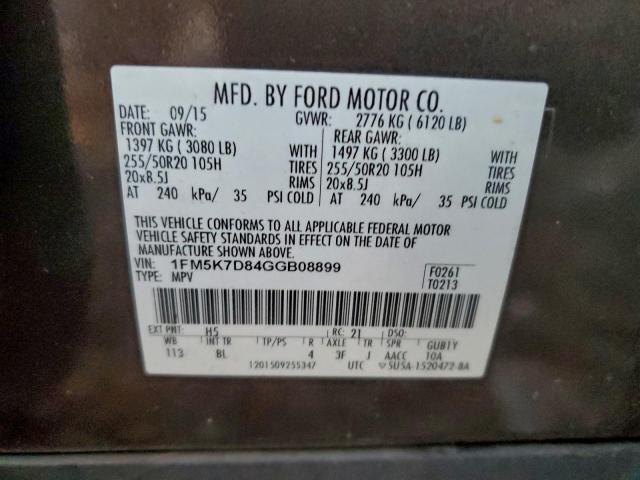 MFD. BY FORD MOTOR CO.
DATE: 09/15 GVWR: 2776 KG ( 6120 LB)
FRONT GAWR: REAR GAWR:
1397 KG ( 3080 LB) WITH 1497 KG ( 3300 LB) WITH
255/50R20 105H TIRES 255/50R20 105H TIRES
20x8.5J RIMS 20x8.5J RIMS
AT 240 kPa/ 35 PSI COLD AT 240 kPa/ 35 PSI COLD
THIS VEHICLE CONFORMS TO ALL APPLICABLE FEDERAL MOTOR
VEHICLE SAFETY STANDARDS IN EFFECT ON THE DATE OF
MANUFACTURE SHOWN ABOVE.
VIN: 1FM5K7D84GGB08899 F0261
TYPE: MPV T0213
EXT PNT: H5 RC: 21 DSO:
WB INT TR TP/PS R AXLE TR SPR GUB1Y
113 BL 4 3F J AACC 10A
1201509255347 UTC ▽5U5A-1520472-BA